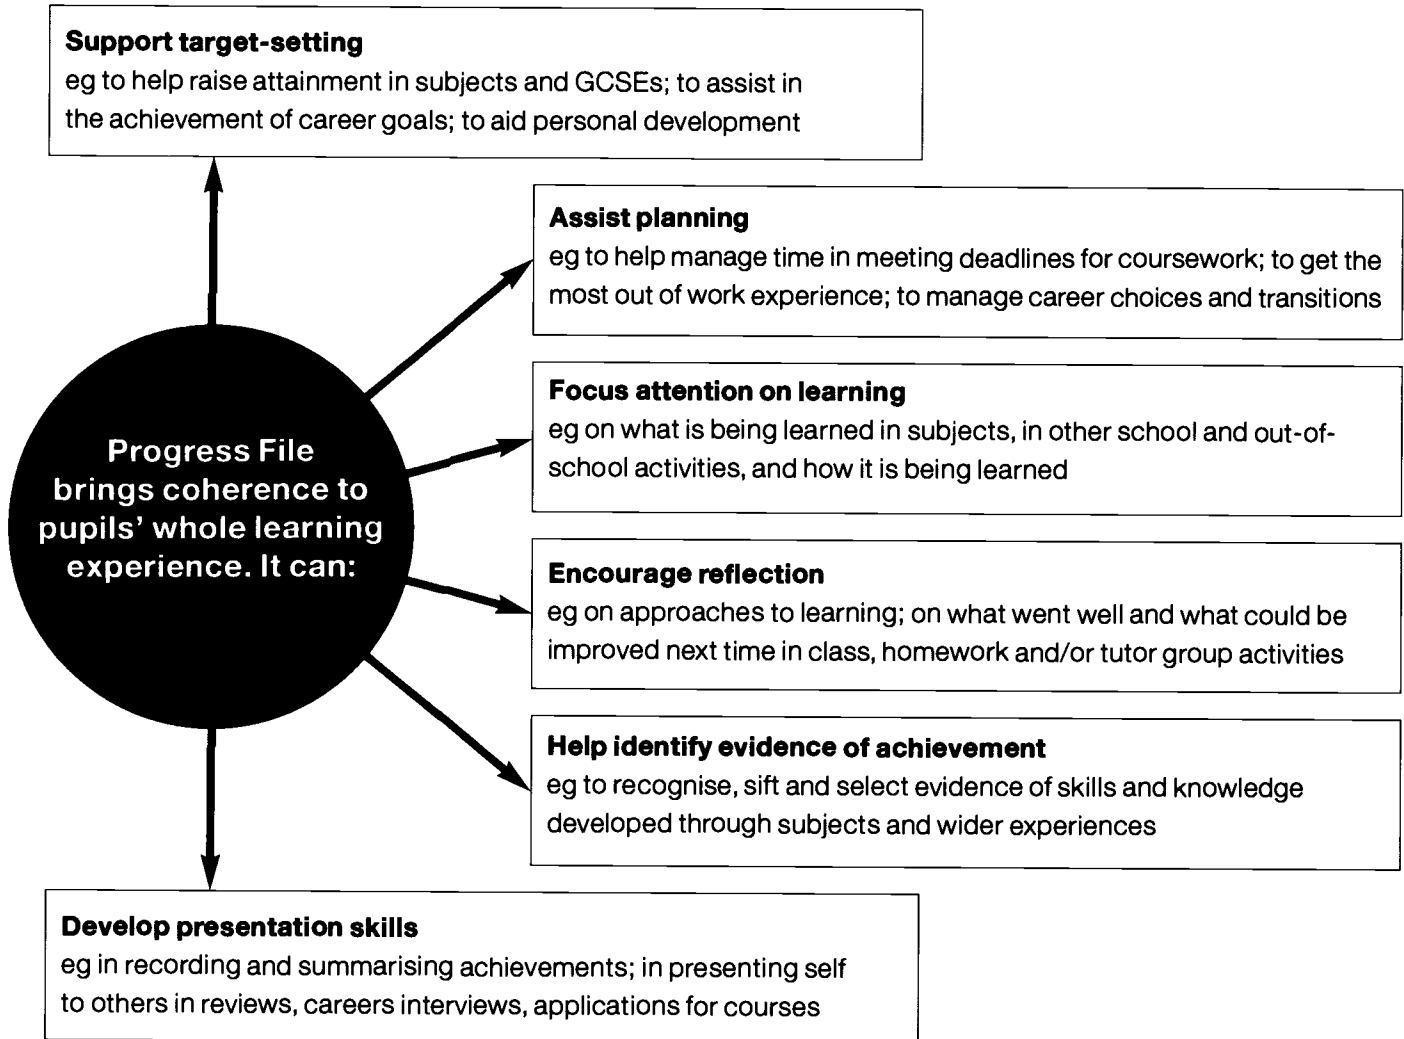 Support target-setting
eg to help raise attainment in subjects and GCSEs; to assist in
the achievement of career goals; to aid personal development
Assist planning
eg to help manage time in meeting deadlines for coursework; to get the
most out of work experience; to manage career choices and transitions
Focus attention on learning
eg on what is being learned in subjects, in other school and out-of-
school activities, and how it is being learned
Progress File
brings coherence to
pupils’ whole learning
experience. It can:
Encourage reflection
eg on approaches to learning; on what went well and what could be
improved next time in class, homework and/or tutor group activities
Help identify evidence of achievement
eg to recognise, sift and select evidence of skills and knowledge
developed through subjects and wider experiences
Develop presentation skills
eg in recording and summarising achievements; in presenting self
to others in reviews, careers interviews, applications for courses